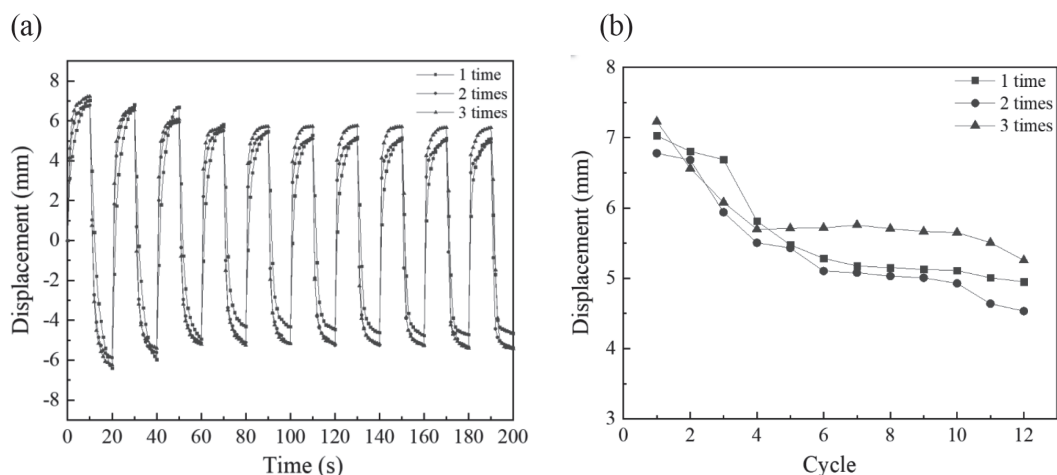 (a)
(b)
8
6
4
2
0
-2
-4
-6
-8
Displacement (mm)
0 20 40 60 80 100 120 140 160 180 200
Time (s)
1 time
2 times
3 times
8
7
6
5
4
3
Displacement (mm)
0 2 4 6 8 10 12
Cycle
1 time
2 times
3 times